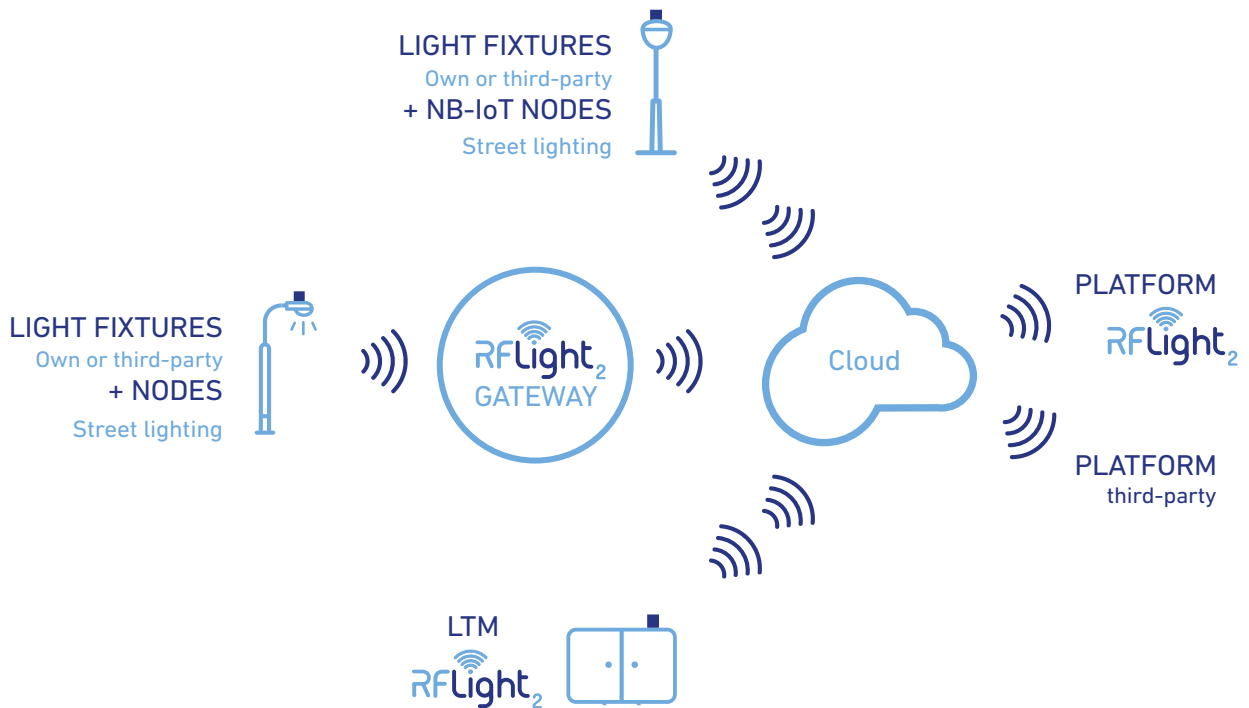 LIGHT FIXTURES
Own or third-party
+ NB-IoT NODES
Street lighting
LIGHT FIXTURES
Own or third-party
+ NODES
Street lighting
RFLight2
GATEWAY
Cloud
PLATFORM
RFLight2
PLATFORM
third-party
LTM
RFLight2